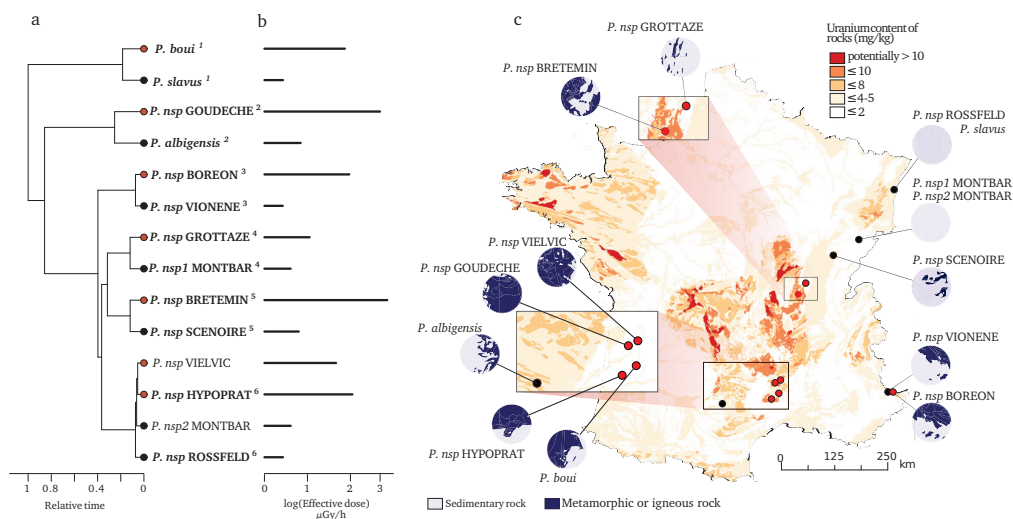 a
b
c
P. boui 1
P. slavus 1
P. nsp GOUDECHE 2
P. albigensis 2
P. nsp BOREON 3
P. nsp VIONENE 3
P. nsp GROTTAZE 4
P. nsp1 MONTBAR 4
P. nsp BRETEMIN 5
P. nsp SCENOIRE 5
P. nsp VIELVIC
P. nsp HYPOPRAT 6
P. nsp2 MONTBAR
P. nsp ROSSFELD 6
1 0.8 0.4 0
Relative time
0 1 2 3
log(Effective dose)
µGy/h
P. nsp GROTTAZE
P. nsp BRETEMIN
Uranium content of
rocks (mg/kg)
potentially > 10
≤ 10
≤ 8
≤ 4-5
≤ 2
P. nsp ROSSFELD
P. slavus
P. nsp1 MONTBAR
P. nsp2 MONTBAR
P. nsp SCENOIRE
P. nsp VIONENE
P. nsp BOREON
P. nsp VIELVIC
P. nsp GOUDECHE
P. albigensis
P. nsp HYPOPRAT
P. boui
0 250 km
Sedimentary rock
Metamorphic or igneous rock